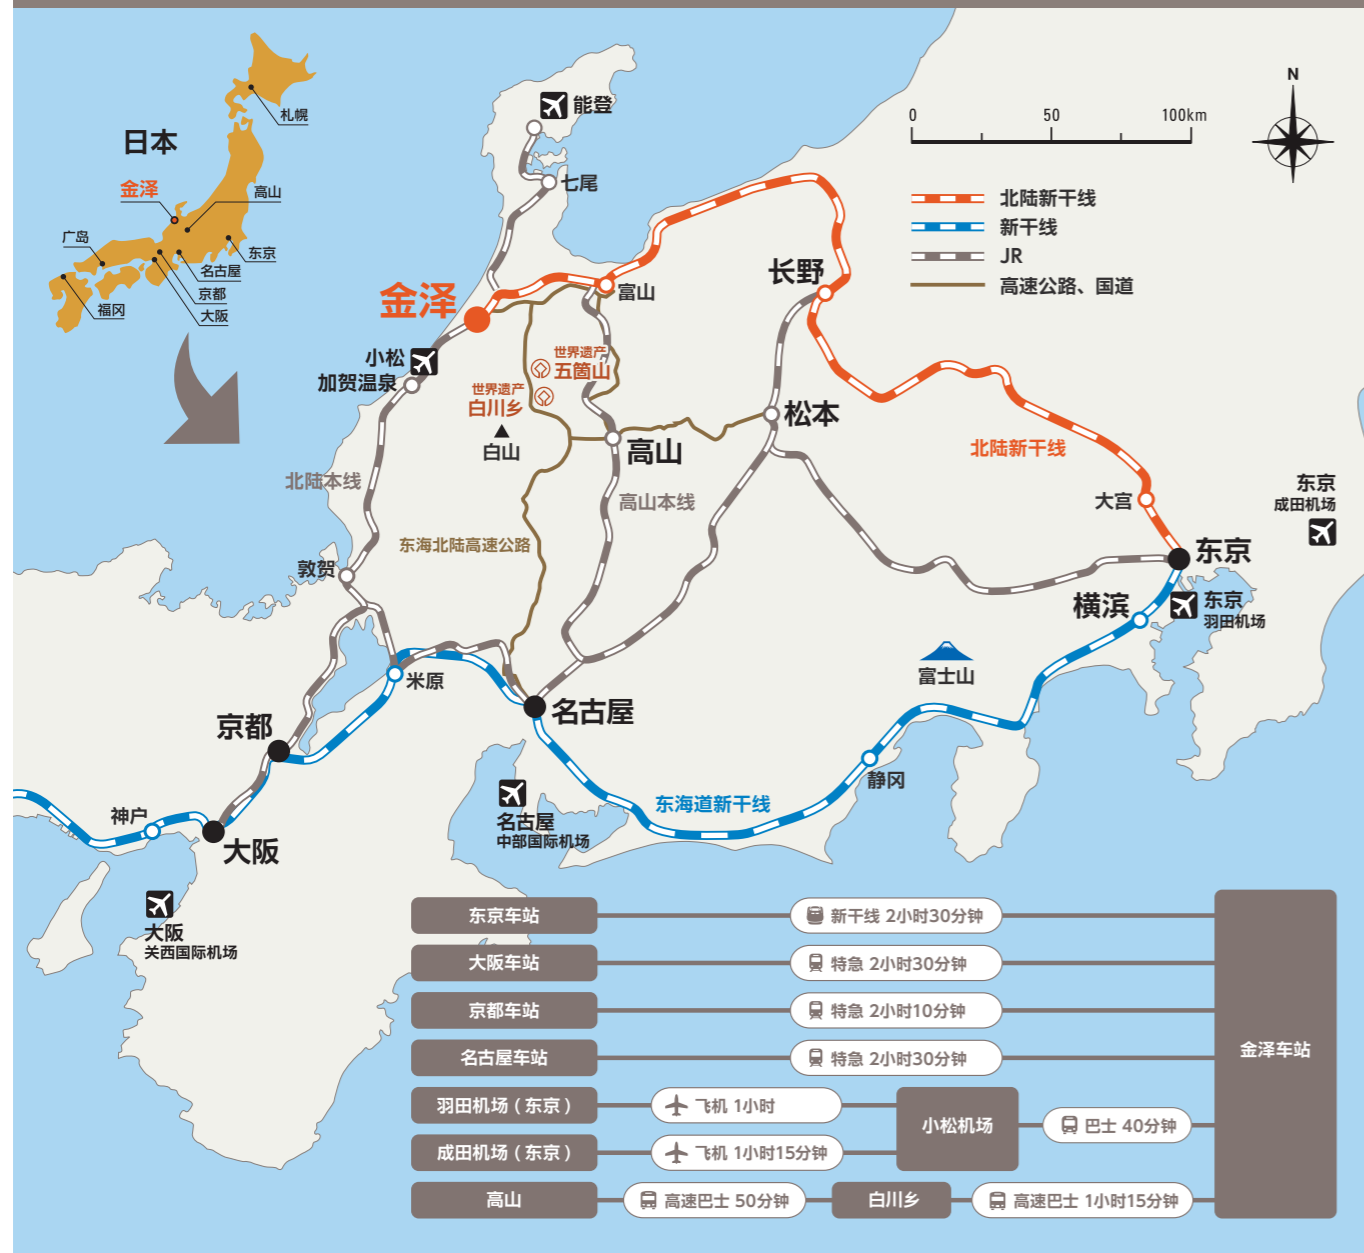 日本
札幌
金泽
高山
广岛
东京
名古屋
京都
大阪
福冈
0
50
100km
N
北陆新干线
新干线
JR
高速公路、国道
能登
七尾
金泽
富山
长野
小松
加贺温泉
世界遗产
五箇山
世界遗产
白川乡
白山
高山
松本
北陆本线
高山本线
北陆新干线
大宫
东京
成田机场
东海北陆高速公路
敦贺
东京
横滨
东京
羽田机场
米原
富士山
名古屋
京都
静冈
东海道新干线
神户
大阪
名古屋
中部国际机场
大阪
关西国际机场
东京车站
新干线 2小时30分钟
大阪车站
特急 2小时30分钟
京都车站
特急 2小时10分钟
名古屋车站
特急 2小时30分钟
金泽车站
羽田机场(东京)
飞机 1小时
小松机场
巴士 40分钟
成田机场(东京)
飞机 1小时15分钟
高山
高速巴士 50分钟
白川乡
高速巴士 1小时15分钟